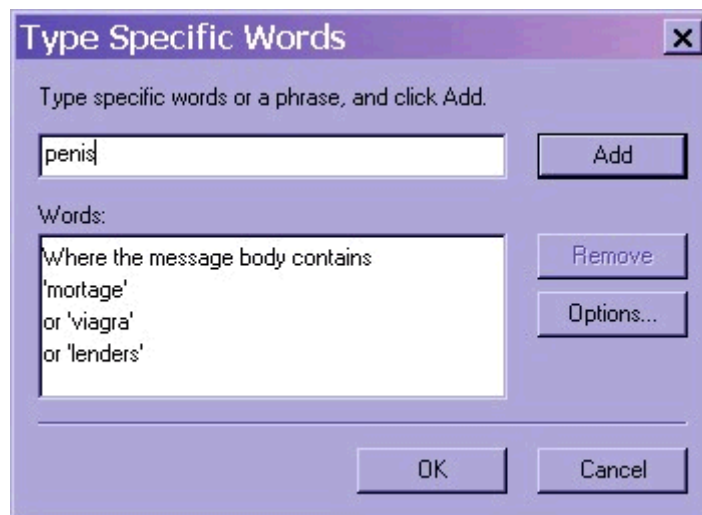 Type Specific Words
Type specific words or a phrase, and click Add.
penis
Add
Words:
Where the message body contains
'mortage'
or 'viagra'
or 'lenders'
Remove
Options...
OK
Cancel